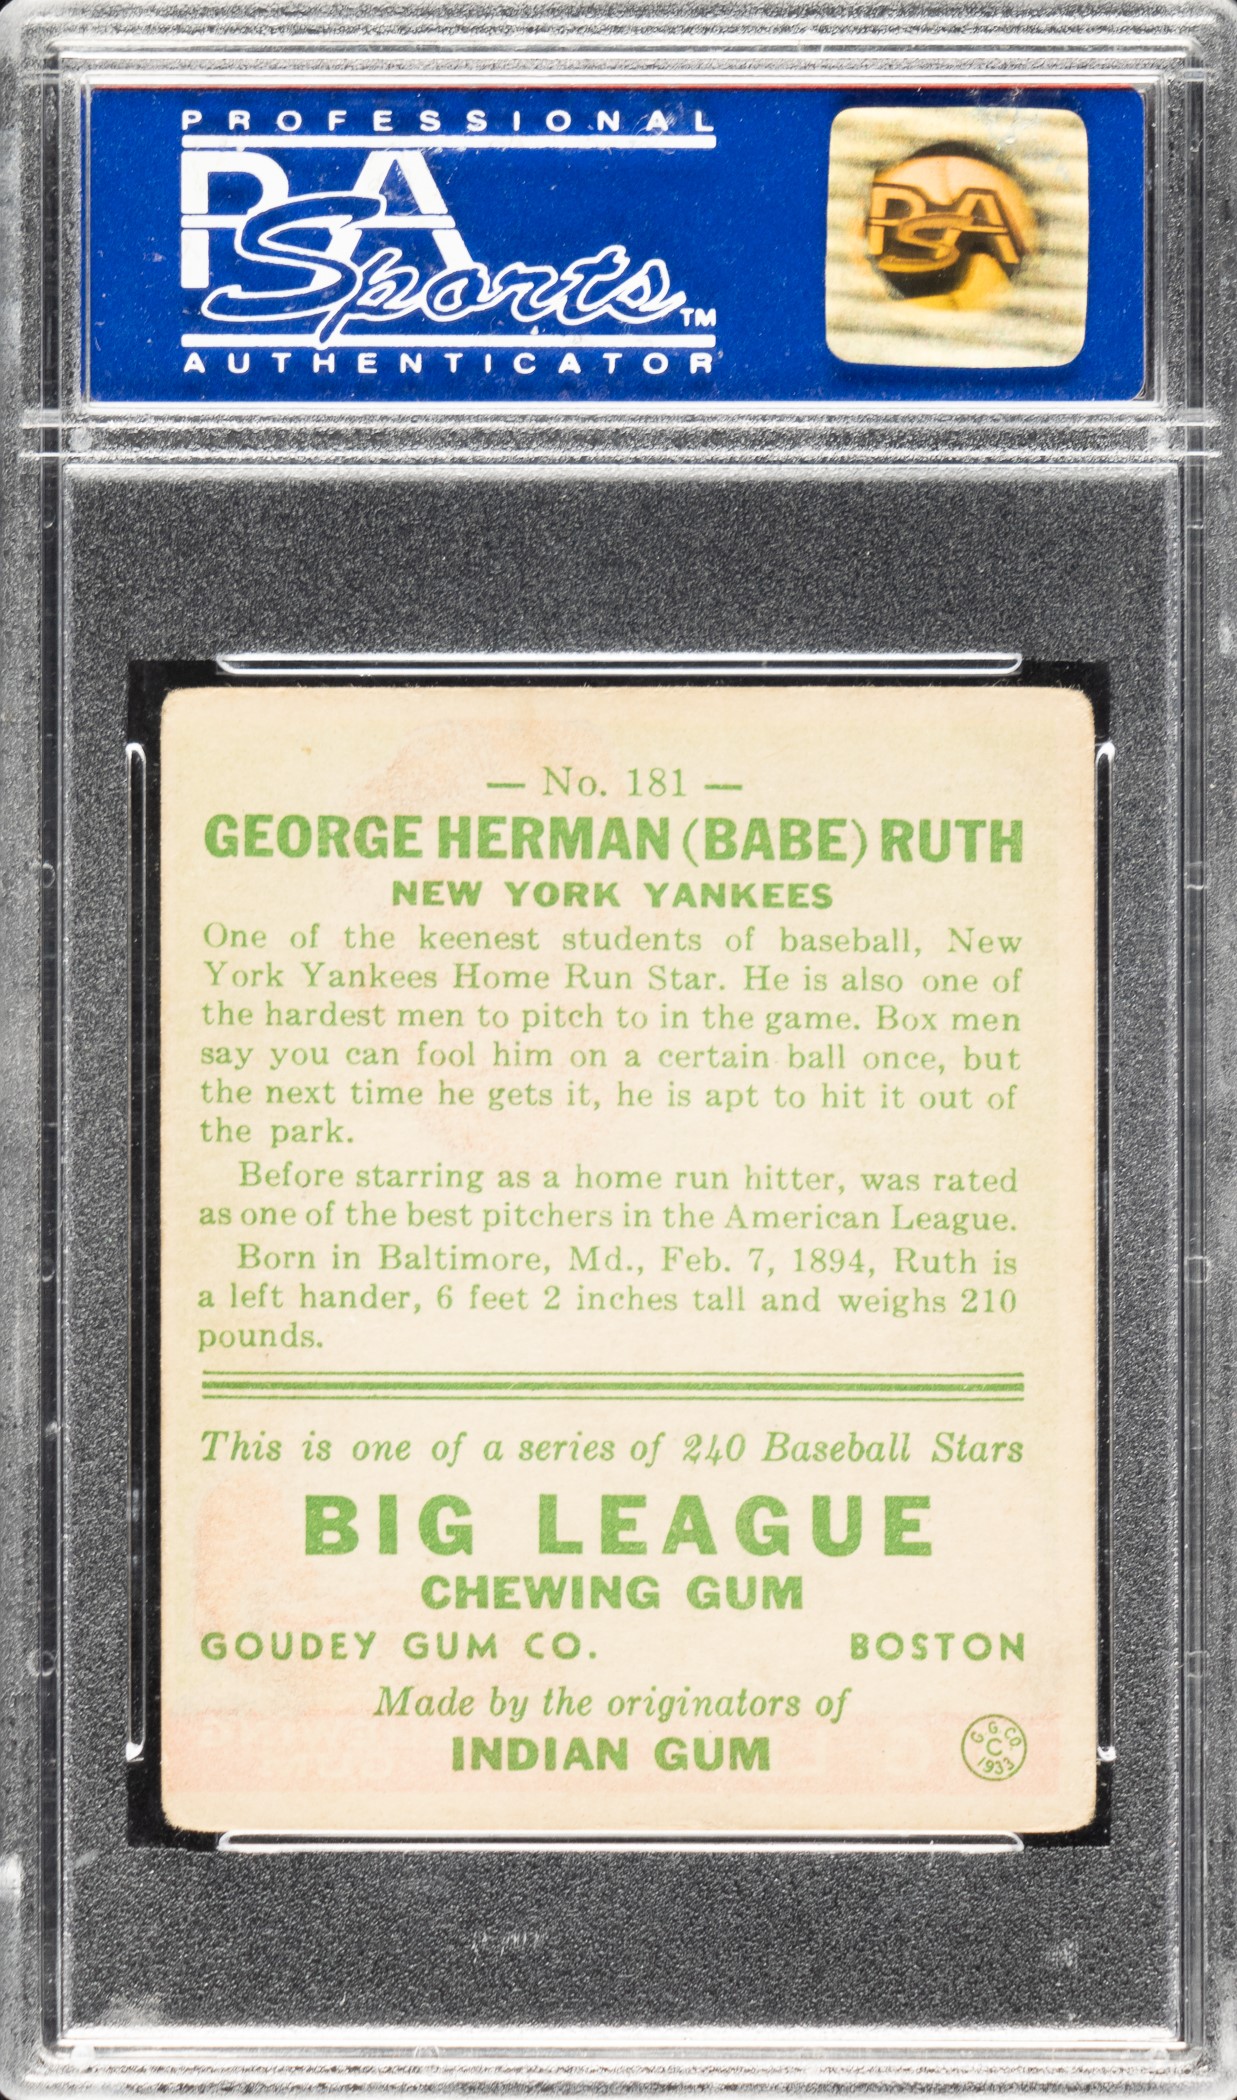 PROFESSIONAL
PSA
Sports™
AUTHENTICATOR
PSA
— No. 181 —
GEORGE HERMAN (BABE) RUTH
NEW YORK YANKEES
One of the keenest students of baseball, New
York Yankees Home Run Star. He is also one of
the hardest men to pitch to in the game. Box men
say you can fool him on a certain ball once, but
the next time he gets it, he is apt to hit it out of
the park.
Before starring as a home run hitter, was rated
as one of the best pitchers in the American League.
Born in Baltimore, Md., Feb. 7, 1894, Ruth is
a left hander, 6 feet 2 inches tall and weighs 210
pounds.
This is one of a series of 240 Baseball Stars
BIG LEAGUE
CHEWING GUM
GOUDEY GUM CO. BOSTON
Made by the originators of
INDIAN GUM
G. G. CO.
C
1933